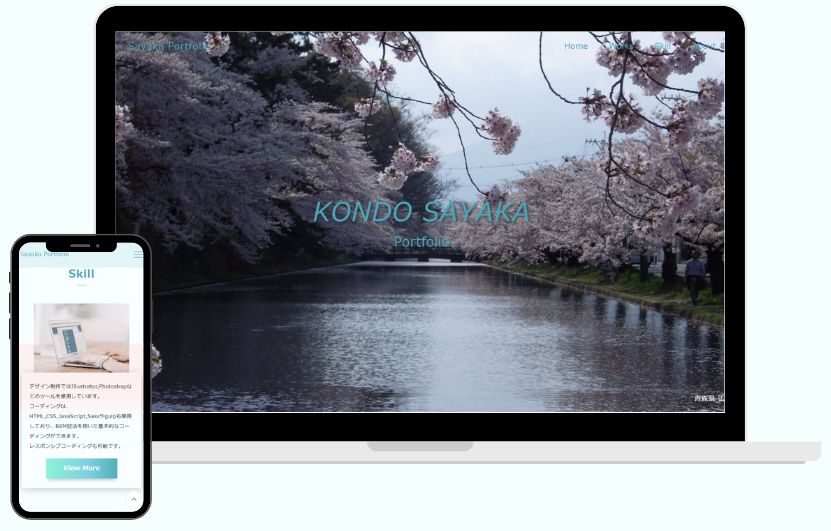 Sayaka Portfolio
Home Works Skill About
KONDO SAYAKA
Portfolio
青森県-弘
Sayaka Portfolio
Skill
デザイン制作ではIllustrator,Photoshopな
どのツールを使用しています。
コーディングは、
HTML,CSS,JavaScript,Sassやgulpも使用
しており、BEM記法を用いた基本的なコー
ディングができます。
レスポンシブコーディングも可能です。
View More